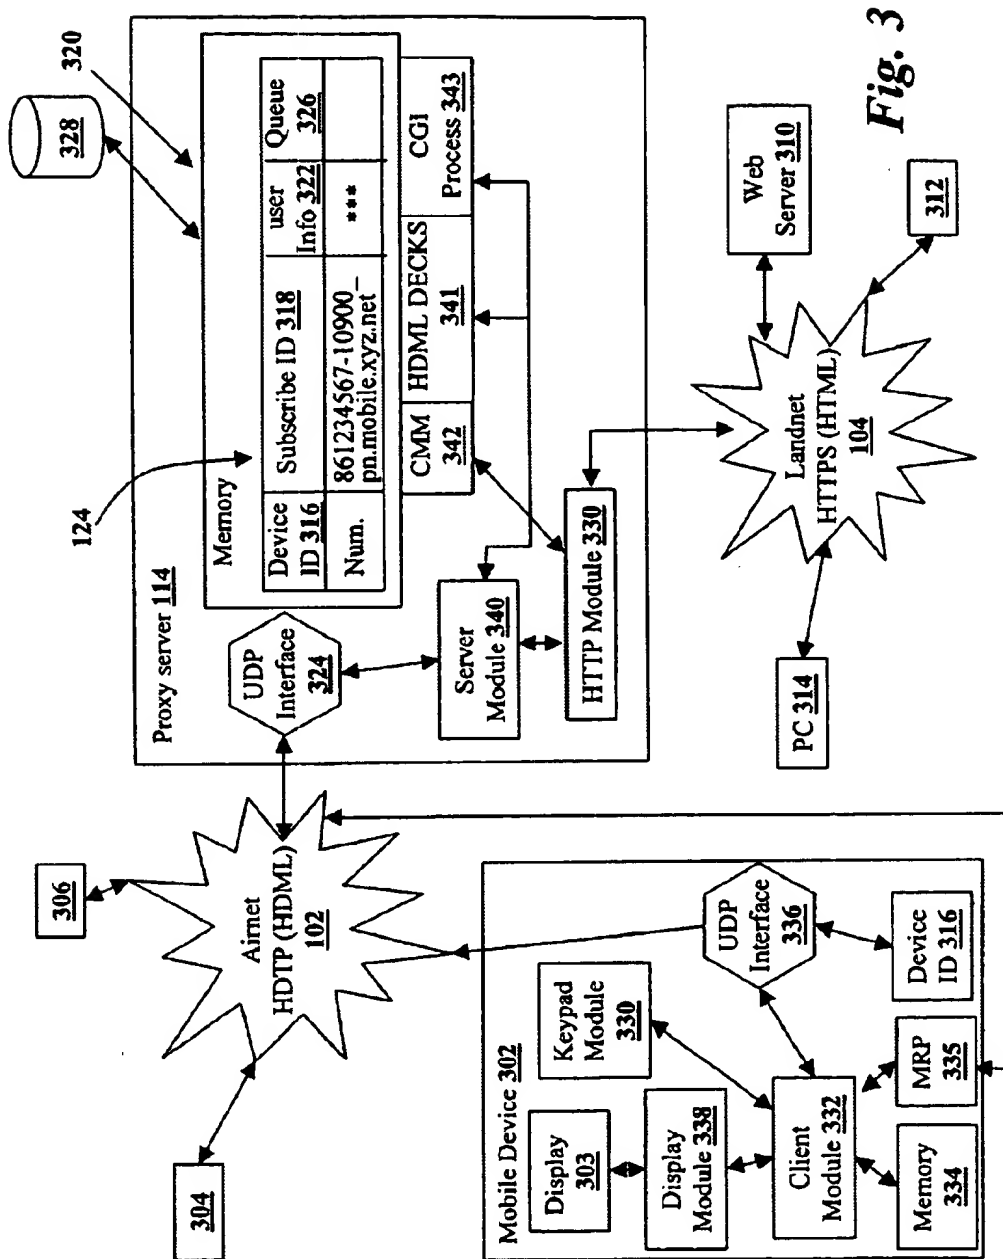 328
320
124
Proxy server 114
Memory
Device
ID 316
Subscribe ID 318
user
Info 322
Queue
326
Num.
861234567-10900_
pn.mobile.xyz.net
***
CMM
342
HDML DECKS
341
CGI
Process 343
UDP
Interface
324
Server
Module 340
HTTP Module 330
306
304
Airnet
HDTP (HDML)
102
Mobile Device 302
Display
303
Display
Module 338
Keypad
Module
330
Client
Module 332
UDP
Interface
336
Memory
334
MRP
335
Device
ID 316
PC 314
Landnet
HTTPS (HTML)
104
Web
Server 310
312
Fig. 3